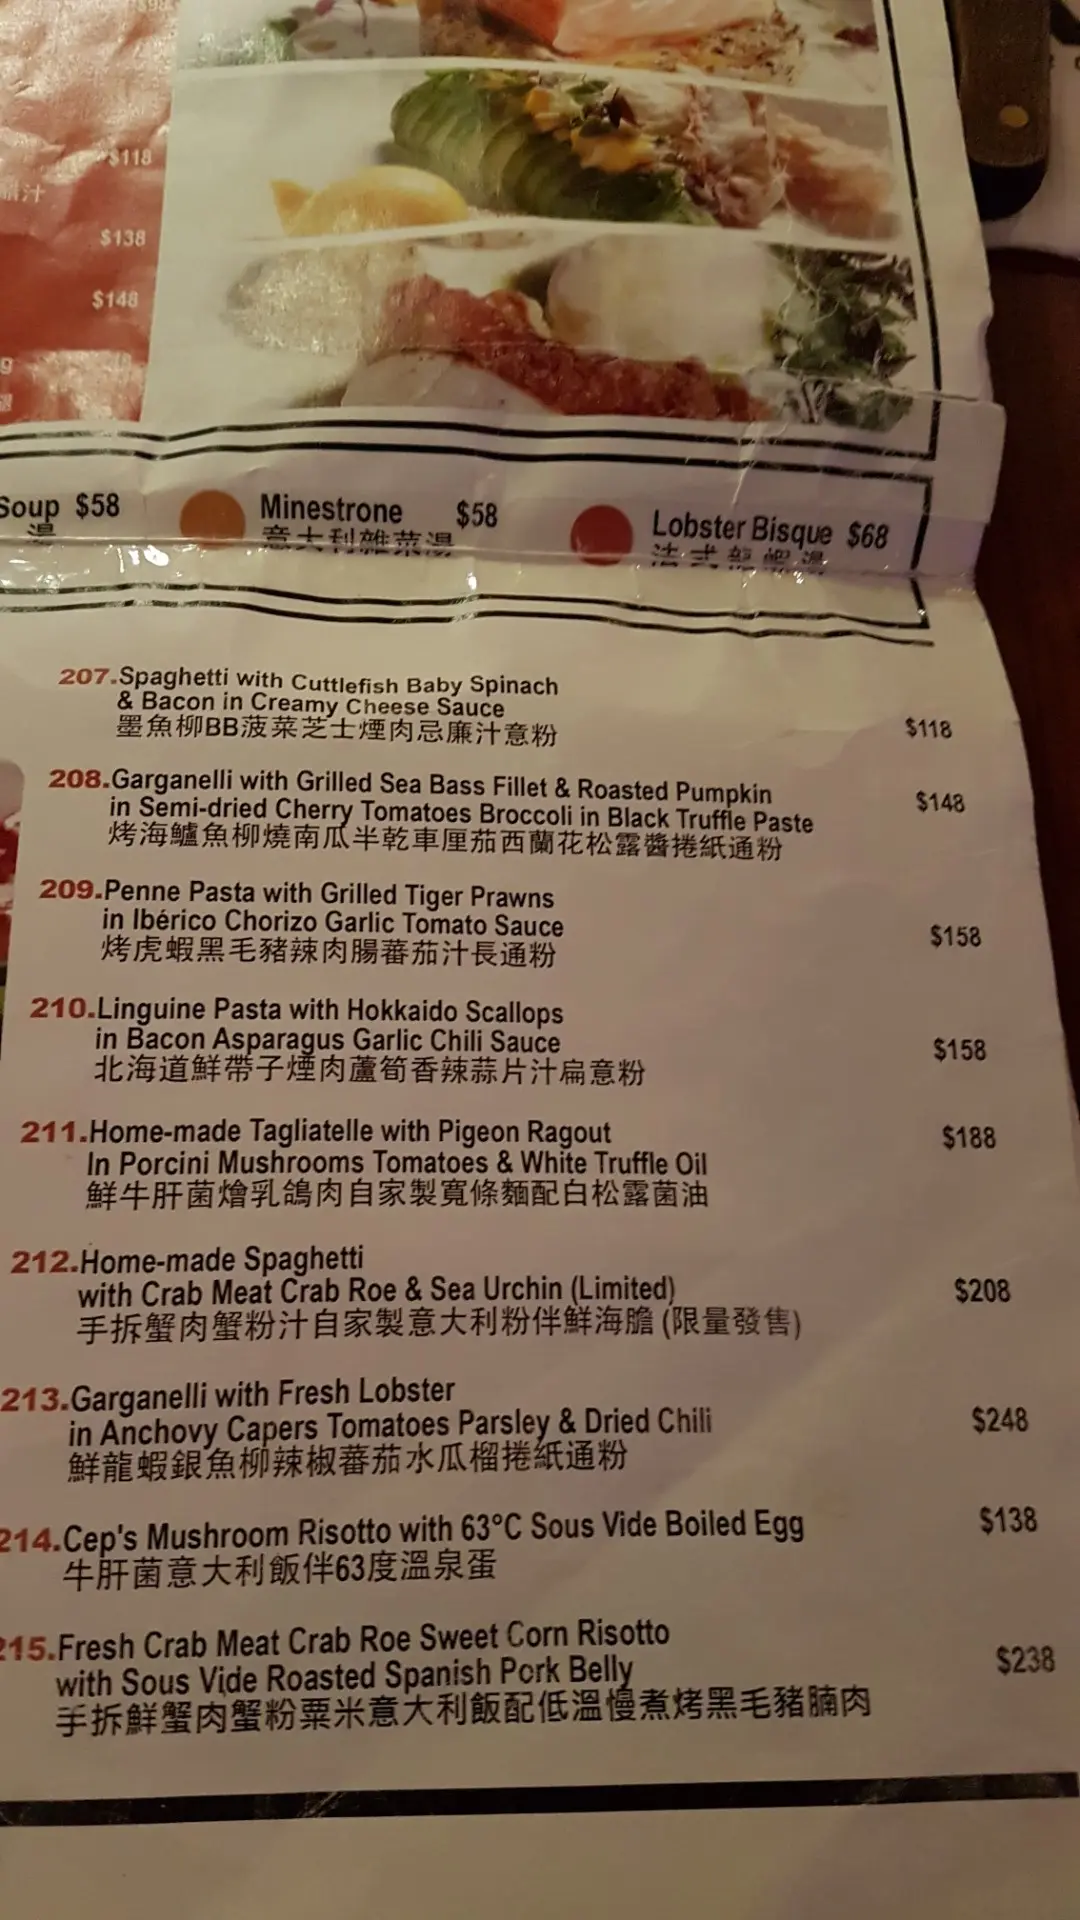 $118
$138
$148
Soup $58
湯
Minestrone $58
意大利雜菜湯
Lobster Bisque $68
法式龍蝦湯
207.Spaghetti with Cuttlefish Baby Spinach
& Bacon in Creamy Cheese Sauce
墨魚柳BB菠菜芝士煙肉忌廉汁意粉
$118
208.Garganelli with Grilled Sea Bass Fillet & Roasted Pumpkin
in Semi-dried Cherry Tomatoes Broccoli in Black Truffle Paste
烤海鱸魚柳燒南瓜半乾車厘茄西蘭花松露醬捲紙通粉
$148
209.Penne Pasta with Grilled Tiger Prawns
in Ibérico Chorizo Garlic Tomato Sauce
烤虎蝦黑毛豬辣肉腸蕃茄汁長通粉
$158
210.Linguine Pasta with Hokkaido Scallops
in Bacon Asparagus Garlic Chili Sauce
北海道鮮帶子煙肉蘆筍香辣蒜片汁扁意粉
$158
211.Home-made Tagliatelle with Pigeon Ragout
In Porcini Mushrooms Tomatoes & White Truffle Oil
鮮牛肝菌燴乳鴿肉自家製寬條麵配白松露菌油
$188
212.Home-made Spaghetti
with Crab Meat Crab Roe & Sea Urchin (Limited)
手拆蟹肉蟹粉汁自家製意大利粉伴鮮海膽 (限量發售)
$208
213.Garganelli with Fresh Lobster
in Anchovy Capers Tomatoes Parsley & Dried Chili
鮮龍蝦銀魚柳辣椒蕃茄水瓜榴捲紙通粉
$248
214.Cep's Mushroom Risotto with 63°C Sous Vide Boiled Egg
牛肝菌意大利飯伴63度溫泉蛋
$138
215.Fresh Crab Meat Crab Roe Sweet Corn Risotto
with Sous Vide Roasted Spanish Pork Belly
手拆鮮蟹肉蟹粉粟米意大利飯配低溫慢煮烤黑毛豬腩肉
$238